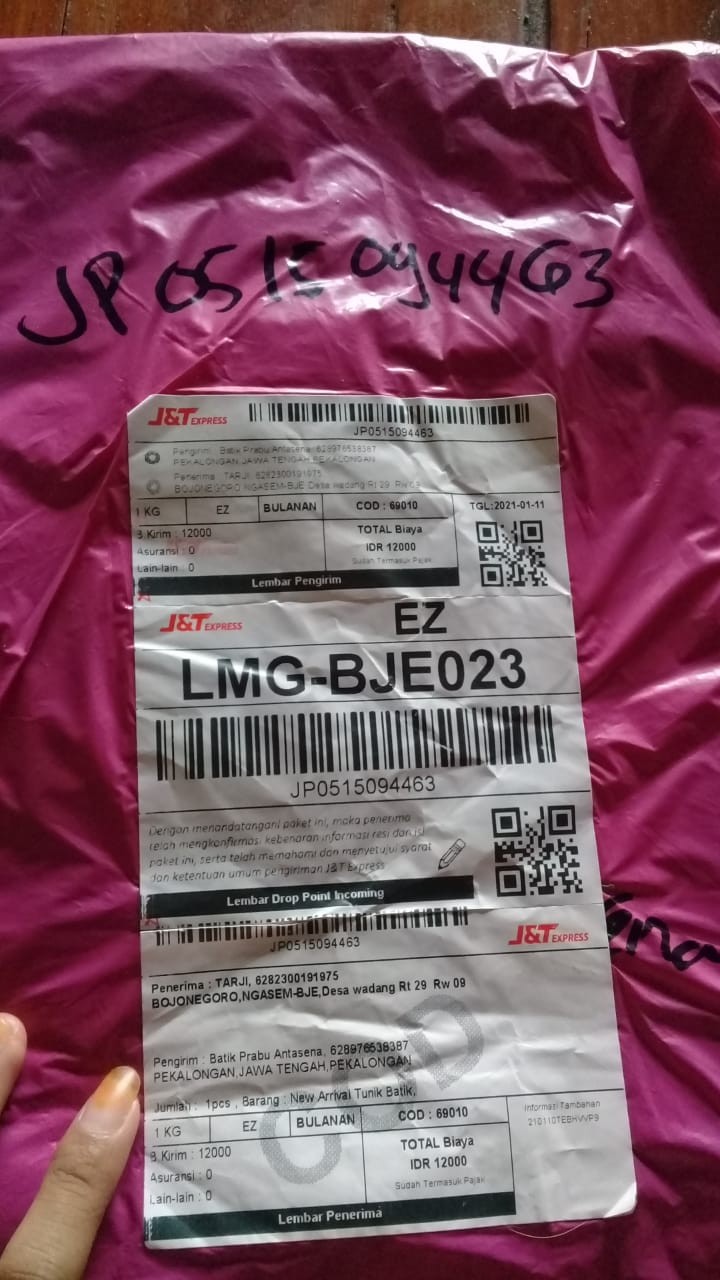 JP0515094463
J&T EXPRESS
JP0515094463
Pengirim: Batik Prabu Antasena, 628976538387
PEKALONGAN,JAWA TENGAH,PEKALONGAN
Penerima: TARJI, 6282300191975
BOJONEGORO,NGASEM-BJE,Desa wadang Rt 29 Rw 09
1 KG EZ BULANAN COD : 69010 TGL:2021-01-11
B.Kirim : 12000
Asuransi : 0
Lain-lain : 0
TOTAL Biaya
IDR 12000
Sudah Termasuk Pajak
Lembar Pengirim
J&T EXPRESS EZ
LMG-BJE023
JP0515094463
Dengan menandatangani paket ini, maka penerima
telah mengkonfirmasi kebenaran informasi resi dan isi
paket ini, serta telah memahami dan menyetujui syarat
dan ketentuan umum pengiriman J&T Express
Lembar Drop Point Incoming
JP0515094463
J&T EXPRESS
Penerima : TARJI, 6282300191975
BOJONEGORO,NGASEM-BJE,Desa wadang Rt 29 Rw 09
Pengirim : Batik Prabu Antasena, 628976538387
PEKALONGAN,JAWA TENGAH,PEKALONGAN
COD
Jumlah : 1pcs , Barang : New Arrival Tunik Batik,
1 KG EZ BULANAN COD : 69010
Informasi Tambahan
210110TEBHVVP9
B.Kirim : 12000
Asuransi : 0
Lain-lain : 0
TOTAL Biaya
IDR 12000
Sudah Termasuk Pajak
Lembar Penerima